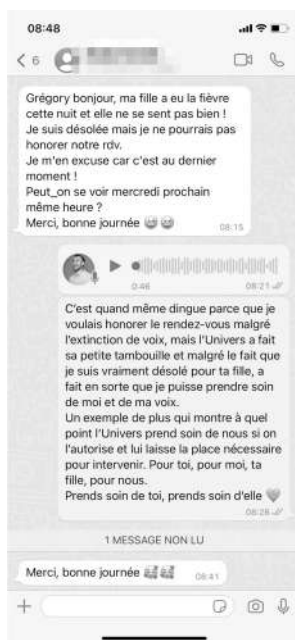 08:48
6
Grégory bonjour, ma fille a eu la fièvre
cette nuit et elle ne se sent pas bien !
Je suis désolée mais je ne pourrais pas
honorer notre rdv.
Je m'en excuse car c'est au dernier
moment !
Peut_on se voir mercredi prochain
même heure ?
Merci, bonne journée
08:15
0:46
08:21
C'est quand même dingue parce que je
voulais honorer le rendez-vous malgré
l'extinction de voix, mais l'Univers a fait
sa petite tambouille et malgré le fait que
je suis vraiment désolé pour ta fille, a
fait en sorte que je puisse prendre soin
de moi et de ma voix.
Un exemple de plus qui montre à quel
point l'Univers prend soin de nous si on
l'autorise et lui laisse la place nécessaire
pour intervenir. Pour toi, pour moi, ta
fille, pour nous.
Prends soin de toi, prends soin d'elle
08:28
1 MESSAGE NON LU
Merci, bonne journée
08:41